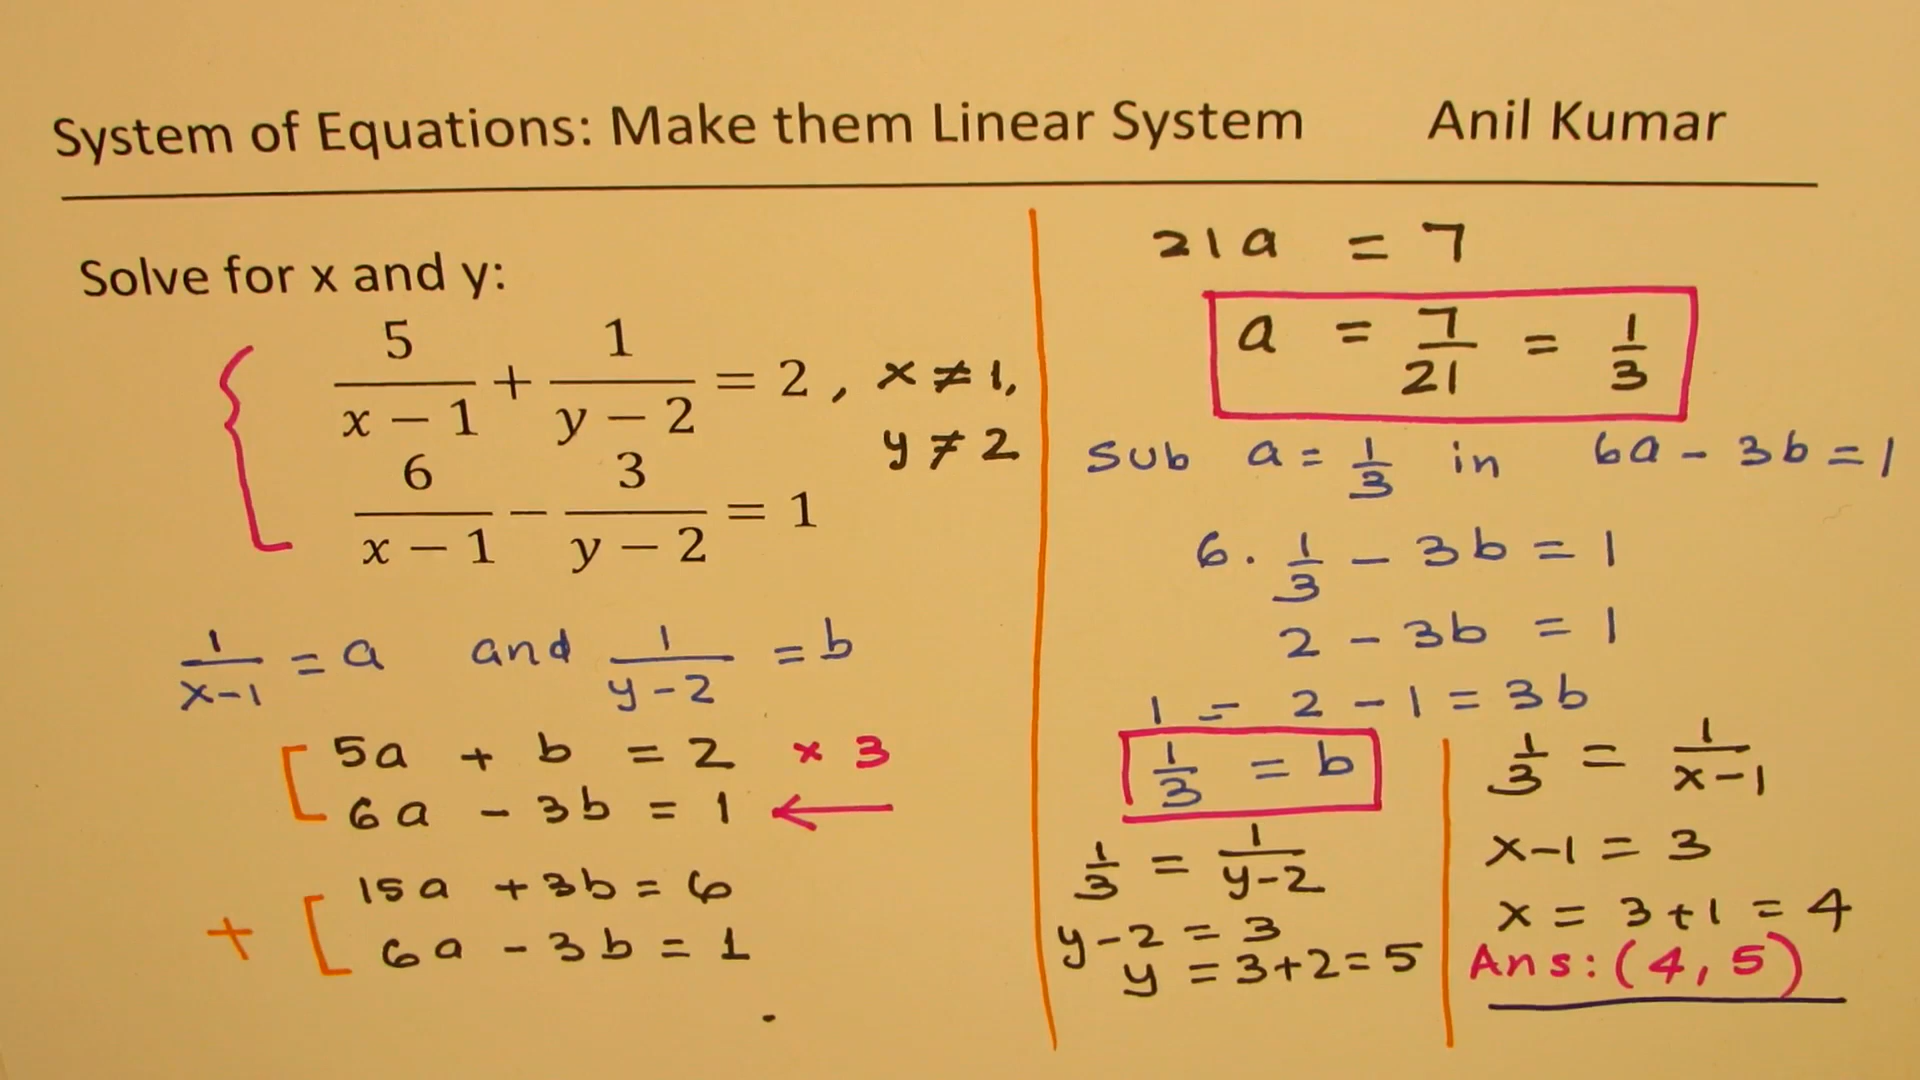 System of Equations: Make them Linear System Anil Kumar
Solve for x and y:
5/(x − 1) + 1/(y − 2) = 2 , x ≠ 1,
y ≠ 2
6/(x − 1) − 3/(y − 2) = 1
1/(x-1) = a and 1/(y-2) = b
5a + b = 2 × 3
6a - 3b = 1 ←
15a + 3b = 6
+ 6a - 3b = 1
21a = 7
a = 7/21 = 1/3
Sub a = 1/3 in 6a - 3b = 1
6 . 1/3 - 3b = 1
2 - 3b = 1
1 = 2 - 1 = 3b
1/3 = b
1/3 = 1/(y-2)
y-2 = 3
y = 3+2 = 5
1/3 = 1/(x-1)
x-1 = 3
x = 3+1 = 4
Ans: (4, 5)